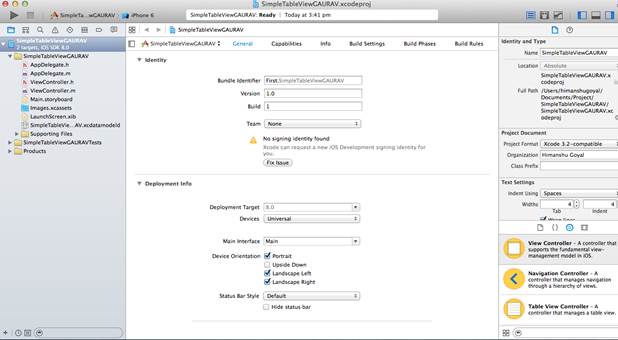 SimpleTableViewGAURAV.xcodeproj
SimpleTa...wGAURAV
iPhone 6
SimpleTableViewGAURAV: Ready | Today at 3:41 pm
SimpleTableViewGAURAV
2 targets, iOS SDK 8.0
SimpleTableViewGAURAV
AppDelegate.h
AppDelegate.m
ViewController.h
ViewController.m
Main.storyboard
Images.xcassets
LaunchScreen.xib
SimpleTableVie...AV.xcdatamodeld
Supporting Files
SimpleTableViewGAURAVTests
Products
SimpleTableViewGAURAV
SimpleTableViewGAURAV
General
Capabilities
Info
Build Settings
Build Phases
Build Rules
Identity
Bundle Identifier
First.SimpleTableViewGAURAV
Version
1.0
Build
1
Team
None
No signing identity found
Xcode can request a new iOS Development signing identity for
you.
Fix Issue
Deployment Info
Deployment Target
8.0
Devices
Universal
Main Interface
Main
Device Orientation
Portrait
Upside Down
Landscape Left
Landscape Right
Status Bar Style
Default
Hide status bar
Identity and Type
Name
SimpleTableViewGAURAV
Location
Absolute
SimpleTableViewGAURAV.x
codeproj
Full Path
/Users/himanshugoyal/
Documents/Project/
SimpleTableViewGAURAV/
SimpleTableViewGAURAV.xc
odeproj
Project Document
Project Format
Xcode 3.2-compatible
Organization
Himanshu Goyal
Class Prefix
Text Settings
Indent Using
Spaces
Widths
4
4
Tab
Indent
Wrap lines
View Controller - A
controller that
supports the fundamental view-
management model in iOS.
Navigation Controller - A
controller that manages navigation
through a hierarchy of views.
Table View Controller - A
controller that manages a table view.